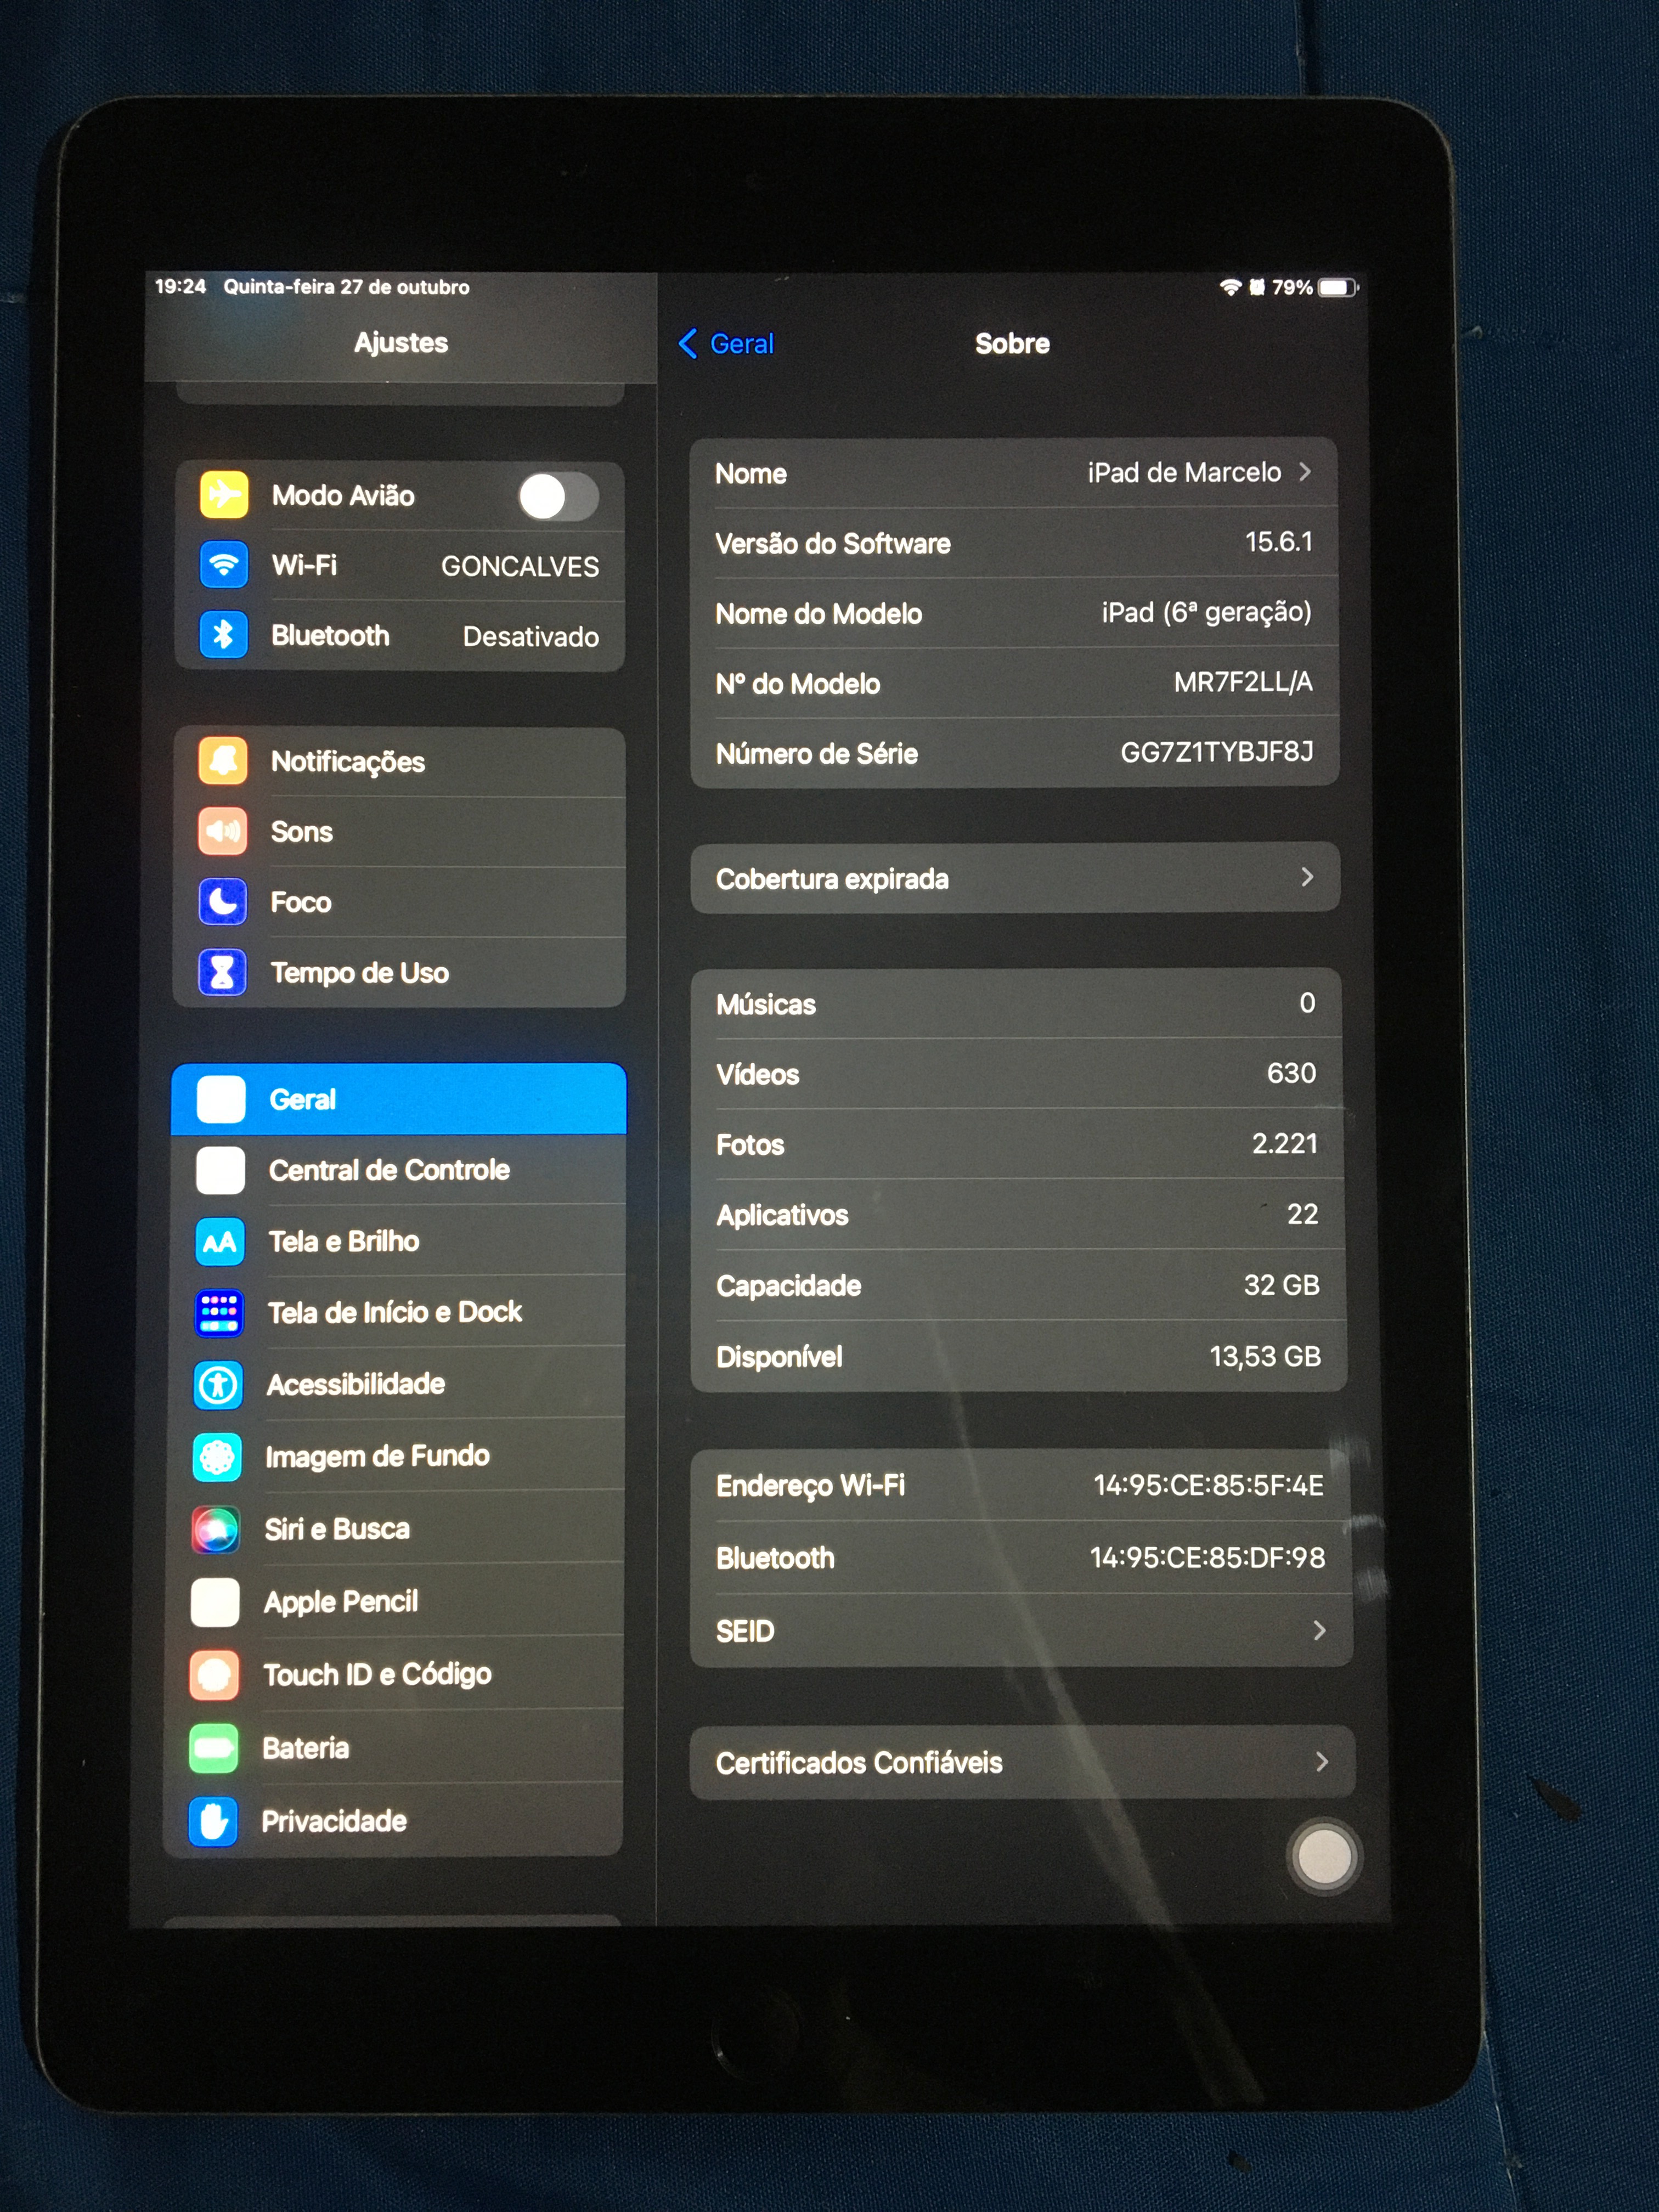 19:24 Quinta-feira 27 de outubro
79%
Ajustes
Modo Avião
Wi-Fi GONCALVES
Bluetooth Desativado
Notificações
Sons
Foco
Tempo de Uso
Geral
Central de Controle
AA Tela e Brilho
Tela de Início e Dock
Acessibilidade
Imagem de Fundo
Siri e Busca
Apple Pencil
Touch ID e Código
Bateria
Privacidade
Geral
Sobre
Nome iPad de Marcelo
Versão do Software 15.6.1
Nome do Modelo iPad (6ª geração)
Nº do Modelo MR7F2LL/A
Número de Série GG7Z1TYBJF8J
Cobertura expirada
Músicas 0
Vídeos 630
Fotos 2.221
Aplicativos 22
Capacidade 32 GB
Disponível 13,53 GB
Endereço Wi-Fi 14:95:CE:85:5F:4E
Bluetooth 14:95:CE:85:DF:98
SEID
Certificados Confiáveis